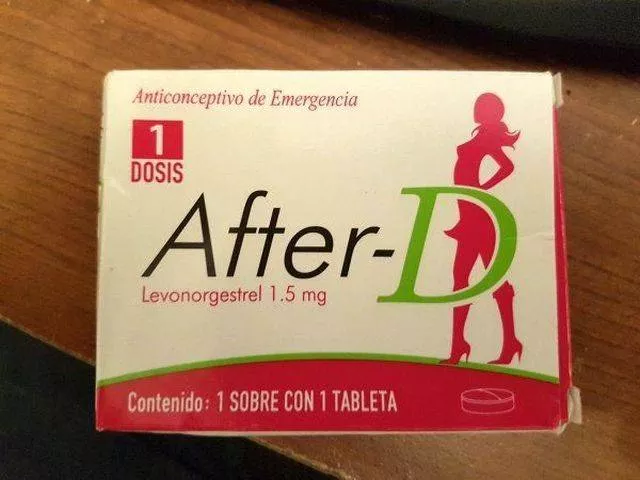 Anticonceptivo de Emergencia
1
DOSIS
After-D
Levonorgestrel 1.5 mg
Contenido: 1 SOBRE CON 1 TABLETA